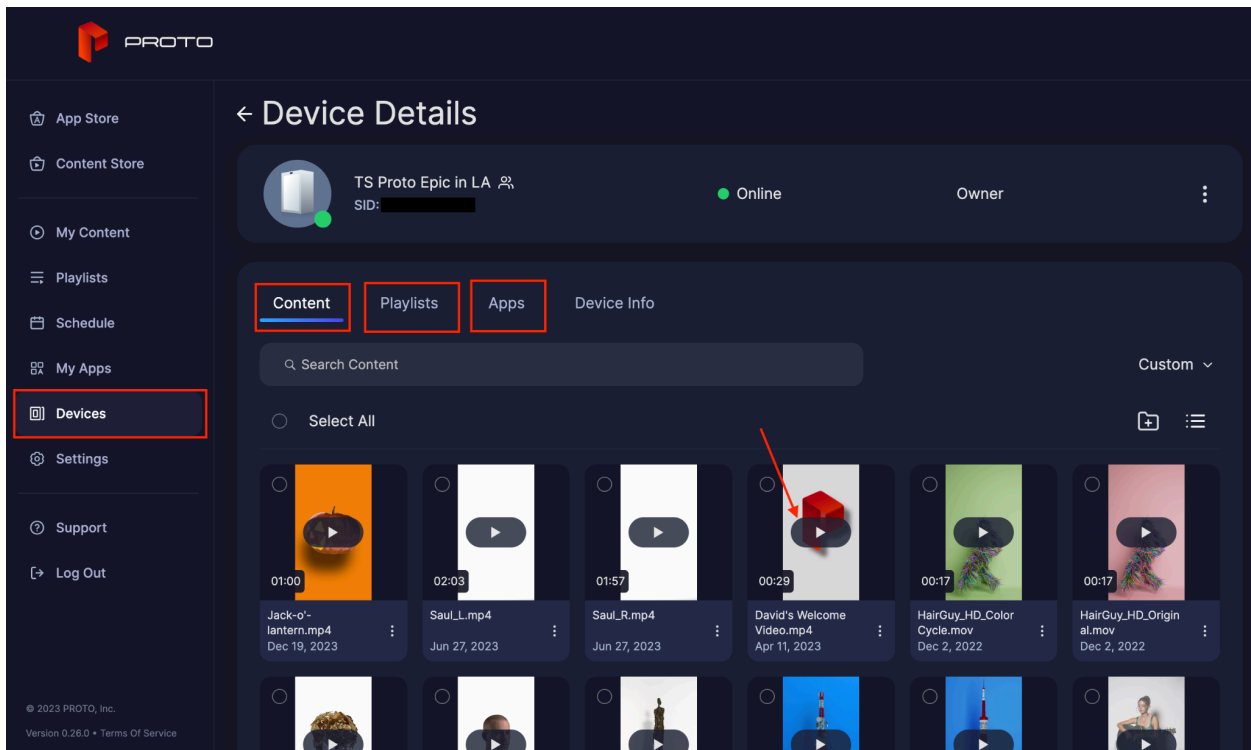 PROTO
App Store
Content Store
My Content
Playlists
Schedule
My Apps
Devices
Settings
Support
Log Out
© 2023 PROTO, Inc.
Version 0.26.0 • Terms Of Service
← Device Details
TS Proto Epic in LA
SID:
Online
Owner
Content
Playlists
Apps
Device Info
Search Content
Custom
Select All
01:00
Jack-o'-
lantern.mp4
Dec 19, 2023
02:03
Saul_L.mp4
Jun 27, 2023
01:57
Saul_R.mp4
Jun 27, 2023
00:29
David's Welcome
Video.mp4
Apr 11, 2023
00:17
HairGuy_HD_Color
Cycle.mov
Dec 2, 2022
00:17
HairGuy_HD_Origin
al.mov
Dec 2, 2022